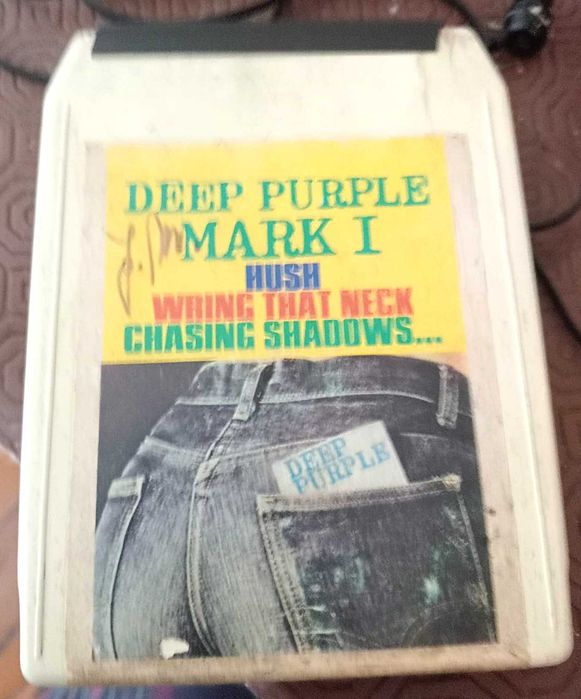 DEEP PURPLE
MARK I
HUSH
WRING THAT NECK
CHASING SHADOWS...
DEEP
PURPLE